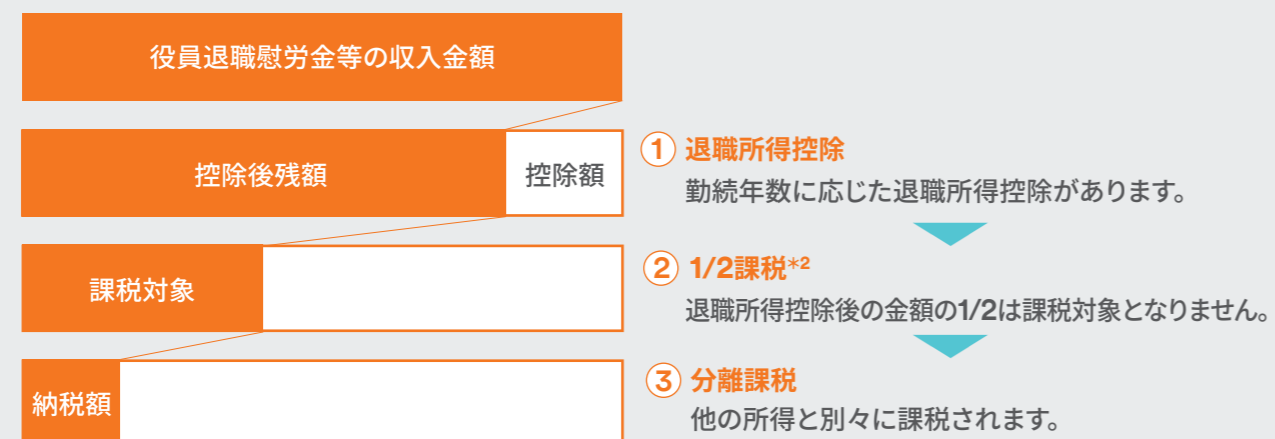 役員退職慰労金等の収入金額
控除後残額
控除額
① 退職所得控除
勤続年数に応じた退職所得控除があります。
課税対象
② 1/2課税*2
退職所得控除後の金額の1/2は課税対象となりません。
納税額
③ 分離課税
他の所得と別々に課税されます。